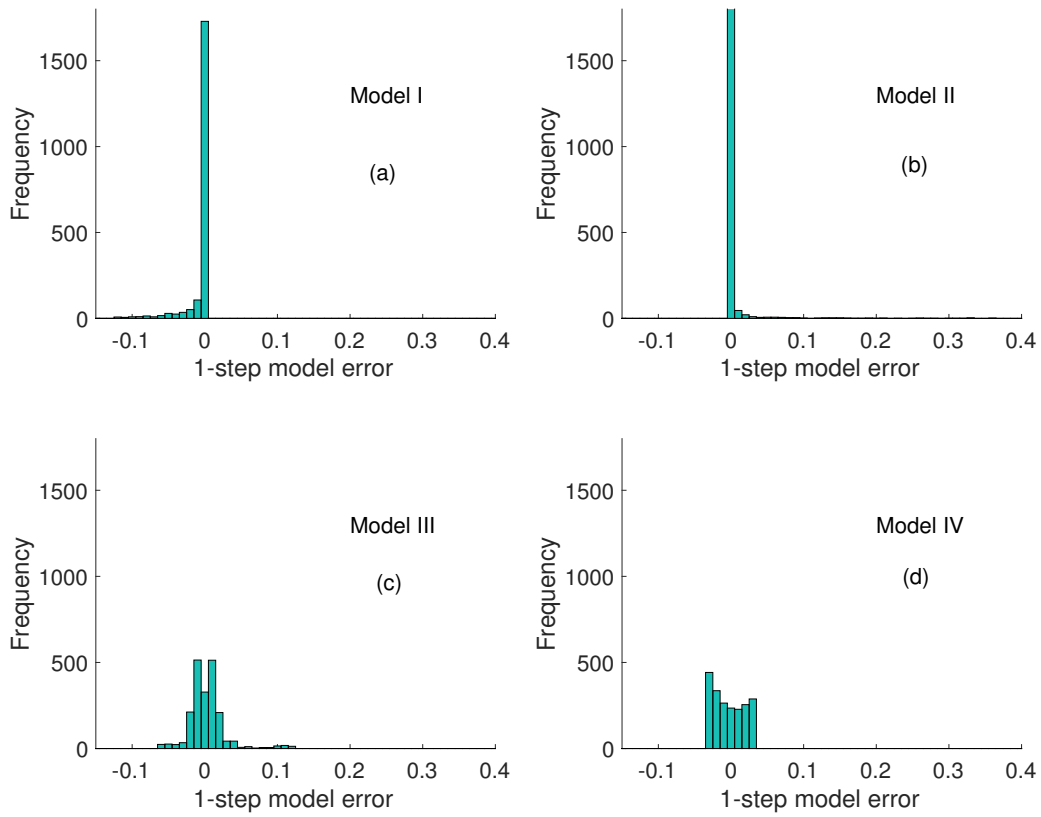 1500
1000
500
0
Frequency
Model I
(a)
-0.1 0 0.1 0.2 0.3 0.4
1-step model error
1500
1000
500
0
Frequency
Model II
(b)
-0.1 0 0.1 0.2 0.3 0.4
1-step model error
1500
1000
500
0
Frequency
Model III
(c)
-0.1 0 0.1 0.2 0.3 0.4
1-step model error
1500
1000
500
0
Frequency
Model IV
(d)
-0.1 0 0.1 0.2 0.3 0.4
1-step model error